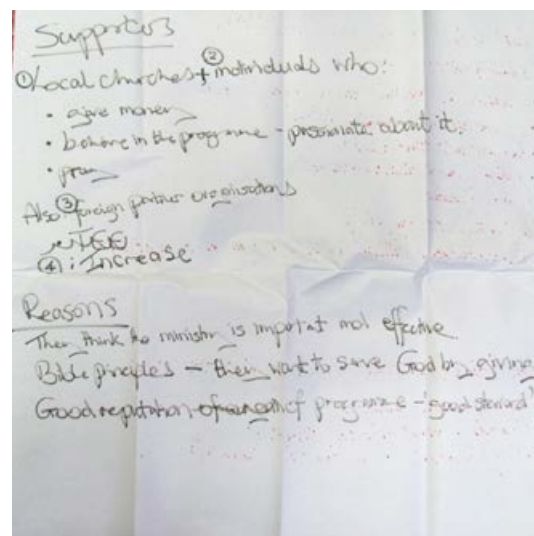 Supporters
① Local churches + ② individuals who:
• give money
• believe in the programme - passionate about it.
• pray
Also ③ foreign partner organisations
④ i: Increase
Reasons
They think the ministry is important and effective
Bible principles - they want to serve God by giving
Good reputation of programme - 'good steward'